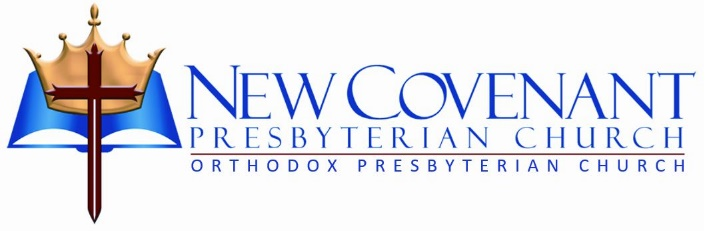 NEW COVENANT
PRESBYTERIAN CHURCH
ORTHODOX PRESBYTERIAN CHURCH